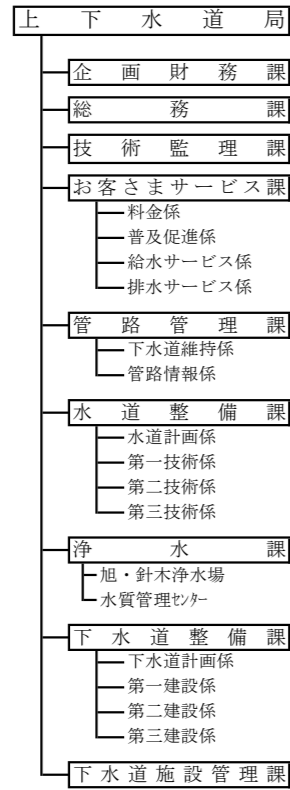 上下水道局
企画財務課
総務課
技術監理課
お客さまサービス課
料金係
普及促進係
給水サービス係
排水サービス係
管路管理課
下水道維持係
管路情報係
水道整備課
水道計画係
第一技術係
第二技術係
第三技術係
浄水課
旭・針木浄水場
水質管理ｾﾝﾀｰ
下水道整備課
下水道計画係
第一建設係
第二建設係
第三建設係
下水道施設管理課